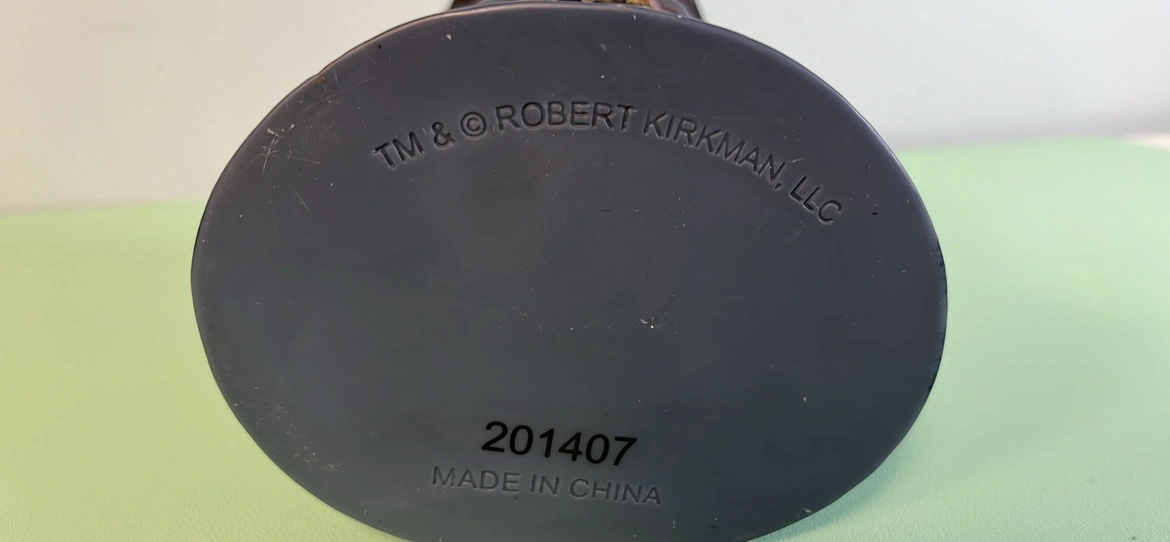 TM & © ROBERT KIRKMAN, LLC
201407
MADE IN CHINA